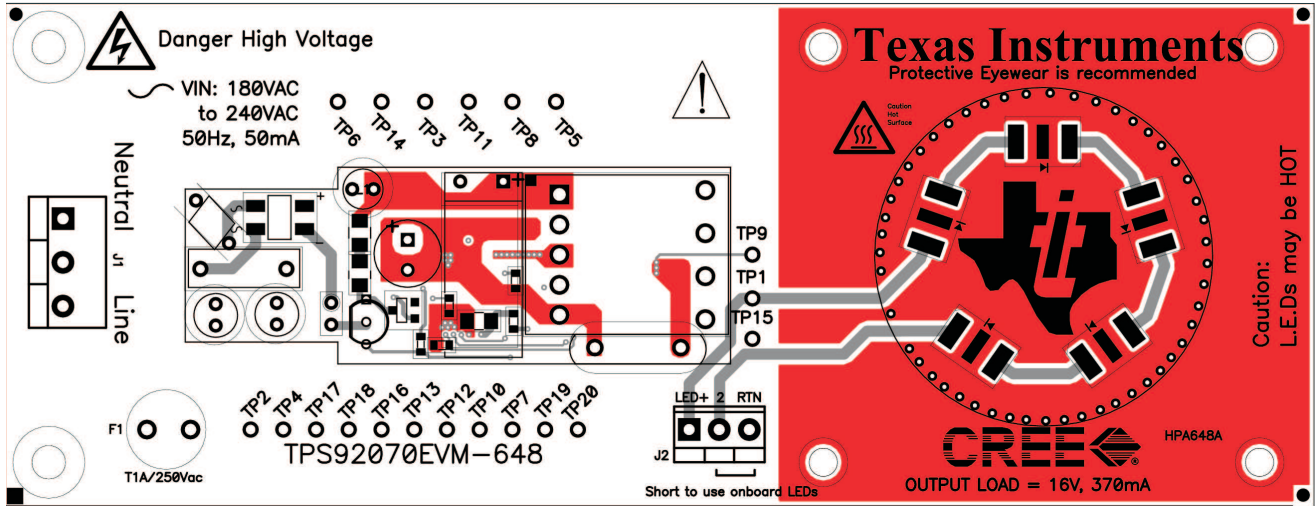 Danger High Voltage
VIN: 180VAC
to 240VAC
50Hz, 50mA
TP6 TP14 TP3 TP11 TP8 TP5
Neutral
J1
Line
+
-
+
+
TP9
TP1
TP15
TP2 TP4 TP17 TP18 TP16 TP13 TP12 TP10 TP7 TP19 TP20
F1
T1A/250Vac
TPS92070EVM-648
LED+ 2 RTN
J2
Short to use onboard LEDs
Texas Instruments
Protective Eyewear is recommended
Caution
Hot
Surface
ti
Caution:
L.E.Ds may be HOT
CREE
®
HPA648A
OUTPUT LOAD = 16V, 370mA